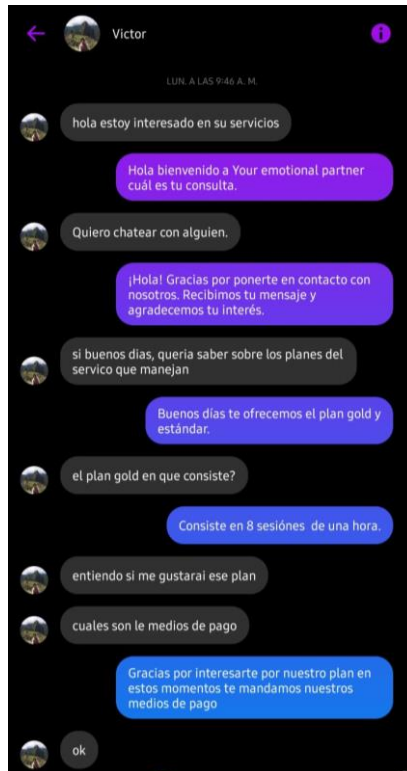 Victor
LUN. A LAS 9:46 A. M.
hola estoy interesado en su servicios
Hola bienvenido a Your emotional partner
cuál es tu consulta.
Quiero chatear con alguien.
¡Hola! Gracias por ponerte en contacto con
nosotros. Recibimos tu mensaje y
agradecemos tu interés.
si buenos dias, queria saber sobre los planes del
servico que manejan
Buenos días te ofrecemos el plan gold y
estándar.
el plan gold en que consiste?
Consiste en 8 sesiónes de una hora.
entiendo si me gustarai ese plan
cuales son le medios de pago
Gracias por interesarte por nuestro plan en
estos momentos te mandamos nuestros
medios de pago
ok